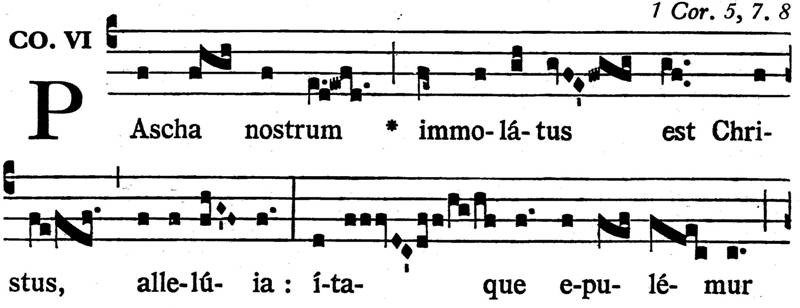 1 Cor. 5, 7. 8
CO. VI
PAscha nostrum * immo-lá-tus est Chri-
stus, alle-lú-ia : í-ta-que e-pu-lé-mur